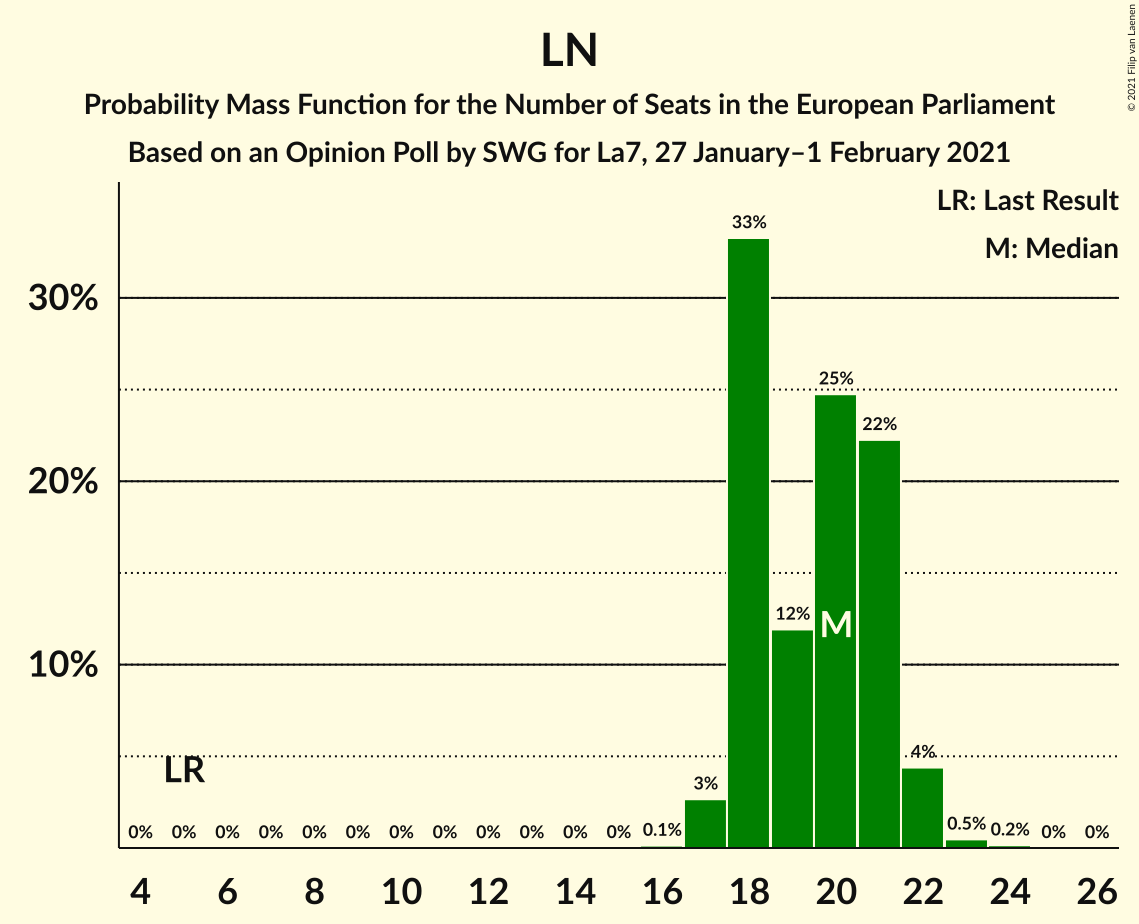 LN
Probability Mass Function for the Number of Seats in the European Parliament
Based on an Opinion Poll by SWG for La7, 27 January–1 February 2021
© 2021 Filip van Laenen
LR: Last Result
M: Median
30%
20%
10%
33%
25%
22%
12%
M
4%
3%
LR
0% 0% 0% 0% 0% 0% 0% 0% 0% 0% 0% 0% 0.1% 0.5% 0.2% 0% 0%
4 6 8 10 12 14 16 18 20 22 24 26